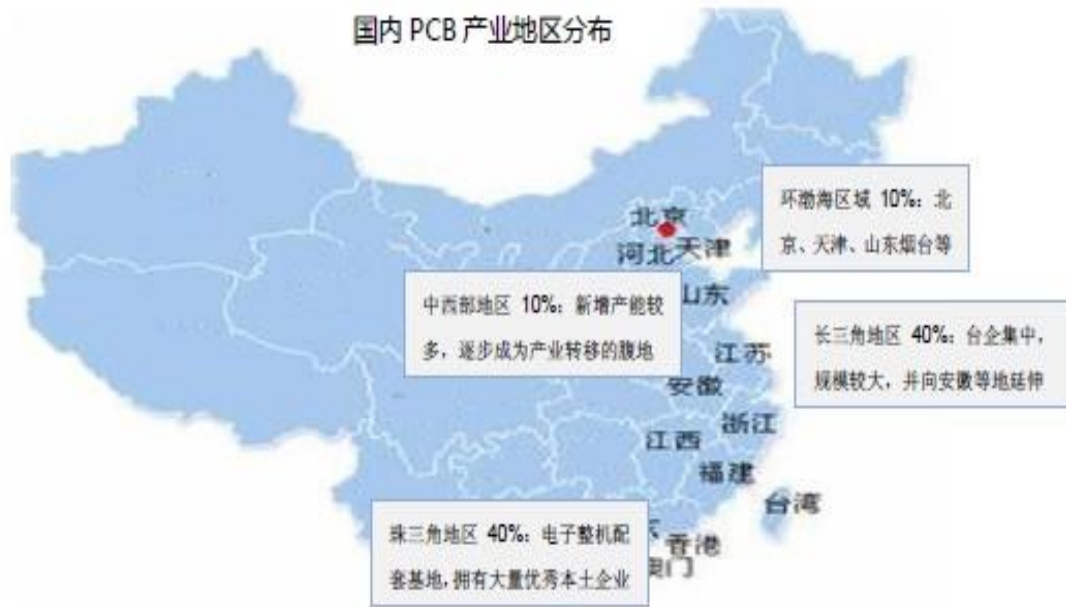 国内 PCB 产业地区分布
环渤海区域 10%：北
京、天津、山东烟台等
北京
河北天津
山东
中西部地区 10%：新增产能较
多，逐步成为产业转移的腹地
长三角地区 40%：台企集中，
规模较大，并向安徽等地延伸
江苏
安徽
浙江
江西
福建
台湾
珠三角地区 40%：电子整机配
套基地，拥有大量优秀本土企业
香港
澳门